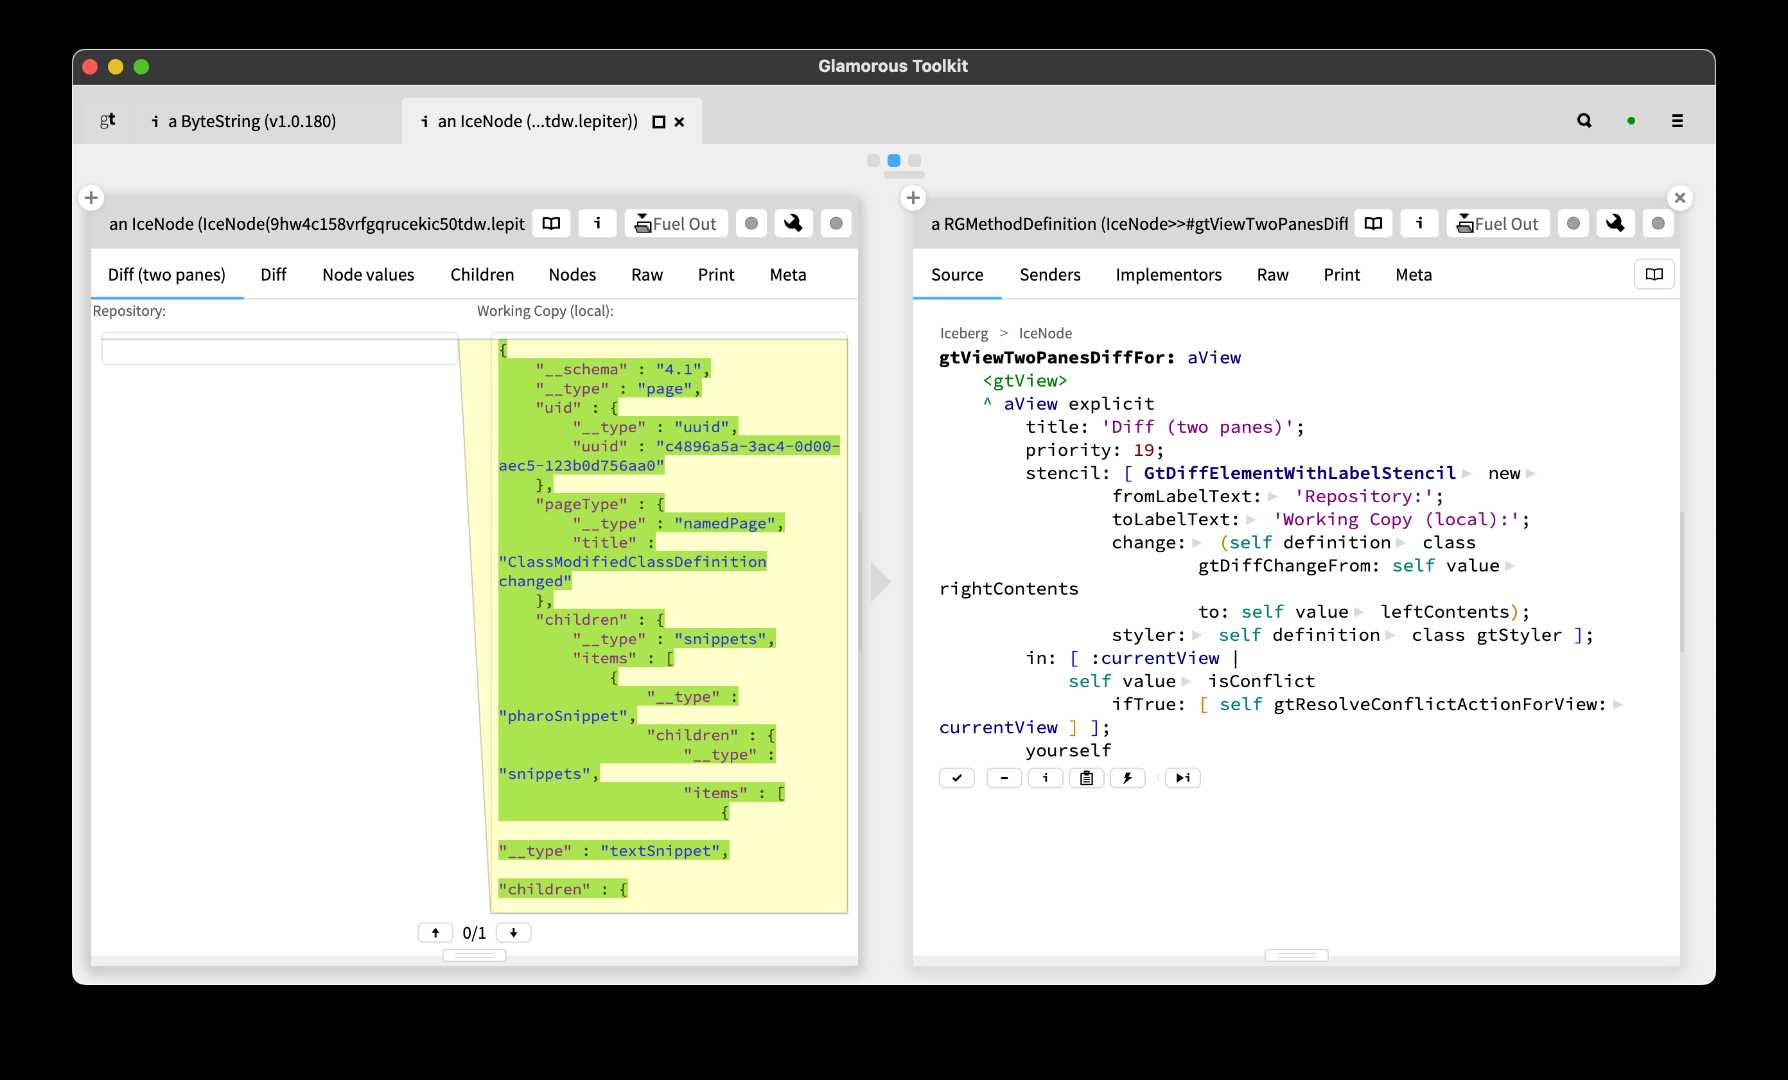 Glamorous Toolkit
gt
i a ByteString (v1.0.180)
i an IceNode (...tdw.lepiter))
an IceNode (IceNode(9hw4c158vrfgqrucekic50tdw.lepit
i
Fuel Out
Diff (two panes)
Diff
Node values
Children
Nodes
Raw
Print
Meta
Repository:
Working Copy (local):
{
"__schema" : "4.1",
"__type" : "page",
"uid" : {
"__type" : "uuid",
"uuid" : "c4896a5a-3ac4-0d00-
aec5-123b0d756aa0"
},
"pageType" : {
"__type" : "namedPage",
"title" :
"ClassModifiedClassDefinition
changed"
},
"children" : {
"__type" : "snippets",
"items" : [
{
"__type" :
"pharoSnippet",
"children" : {
"__type" :
"snippets",
"items" : [
{
"__type" : "textSnippet",
"children" : {
0/1
a RGMethodDefinition (IceNode>>#gtViewTwoPanesDiff
i
Fuel Out
Source
Senders
Implementors
Raw
Print
Meta
Iceberg > IceNode
gtViewTwoPanesDiffFor: aView
<gtView>
^ aView explicit
title: 'Diff (two panes)';
priority: 19;
stencil: [ GtDiffElementWithLabelStencil new
fromLabelText: 'Repository:';
toLabelText: 'Working Copy (local):';
change: (self definition class
gtDiffChangeFrom: self value
rightContents
to: self value leftContents);
styler: self definition class gtStyler ];
in: [ :currentView |
self value isConflict
ifTrue: [ self gtResolveConflictActionForView:
currentView ] ];
yourself
i
i